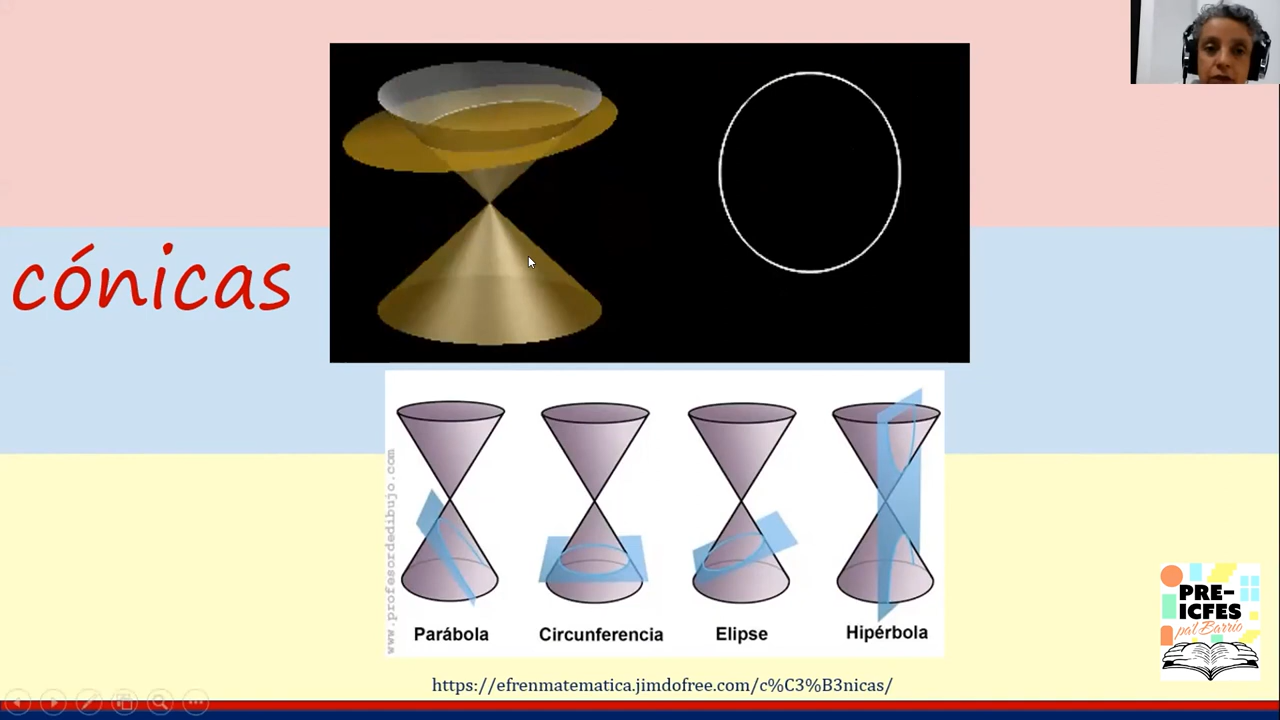 cónicas
www.profesordedibujo.com
Parábola
Circunferencia
Elipse
Hipérbola
PRE-
ICFES
pa'l Barrio
https://efrenmatematica.jimdofree.com/c%C3%B3nicas/